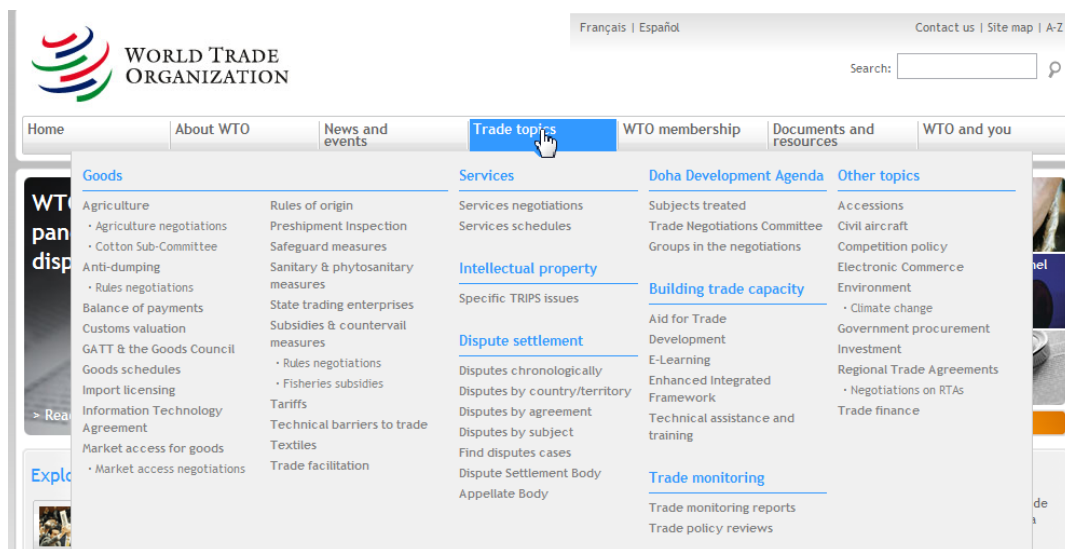 Français | Español
Contact us | Site map | A-Z
WORLD TRADE
ORGANIZATION
Search:
Home
About WTO
News and
events
Trade topics
WTO membership
Documents and
resources
WTO and you
Goods
Agriculture
· Agriculture negotiations
· Cotton Sub-Committee
Anti-dumping
· Rules negotiations
Balance of payments
Customs valuation
GATT & the Goods Council
Goods schedules
Import licensing
Information Technology
Agreement
Market access for goods
· Market access negotiations
Rules of origin
Preshipment Inspection
Safeguard measures
Sanitary & phytosanitary
measures
State trading enterprises
Subsidies & countervail
measures
· Rules negotiations
· Fisheries subsidies
Tariffs
Technical barriers to trade
Textiles
Trade facilitation
Services
Services negotiations
Services schedules
Intellectual property
Specific TRIPS issues
Dispute settlement
Disputes chronologically
Disputes by country/territory
Disputes by agreement
Disputes by subject
Find disputes cases
Dispute Settlement Body
Appellate Body
Doha Development Agenda
Subjects treated
Trade Negotiations Committee
Groups in the negotiations
Building trade capacity
Aid for Trade
Development
E-Learning
Enhanced Integrated
Framework
Technical assistance and
training
Trade monitoring
Trade monitoring reports
Trade policy reviews
Other topics
Accessions
Civil aircraft
Competition policy
Electronic Commerce
Environment
· Climate change
Government procurement
Investment
Regional Trade Agreements
· Negotiations on RTAs
Trade finance